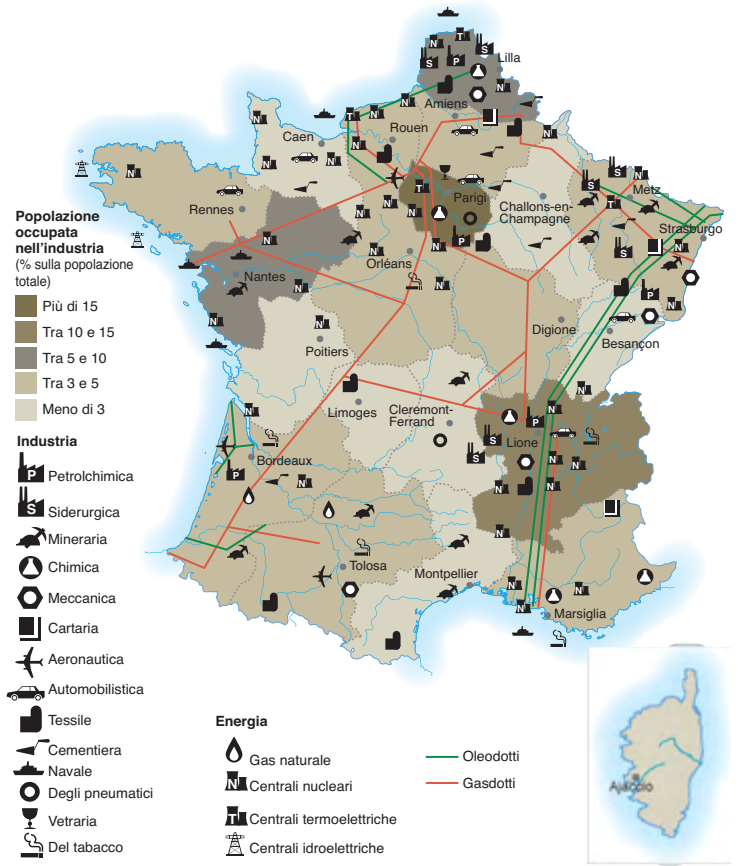 Lilla
Amiens
Rouen
Caen
Parigi
Challons-en-
Champagne
Metz
Strasburgo
Rennes
Nantes
Orléans
Digione
Besançon
Poitiers
Limoges
Cleremont-
Ferrand
Lione
Bordeaux
Tolosa
Montpellier
Marsiglia
Ajaccio
Popolazione
occupata
nell'industria
(% sulla popolazione
totale)
Più di 15
Tra 10 e 15
Tra 5 e 10
Tra 3 e 5
Meno di 3
Industria
P Petrolchimica
S Siderurgica
Mineraria
Chimica
Meccanica
Cartaria
Aeronautica
Automobilistica
Tessile
Cementiera
Navale
Degli pneumatici
Vetraria
Del tabacco
Energia
Gas naturale
N Centrali nucleari
T Centrali termoelettriche
Centrali idroelettriche
Oleodotti
Gasdotti